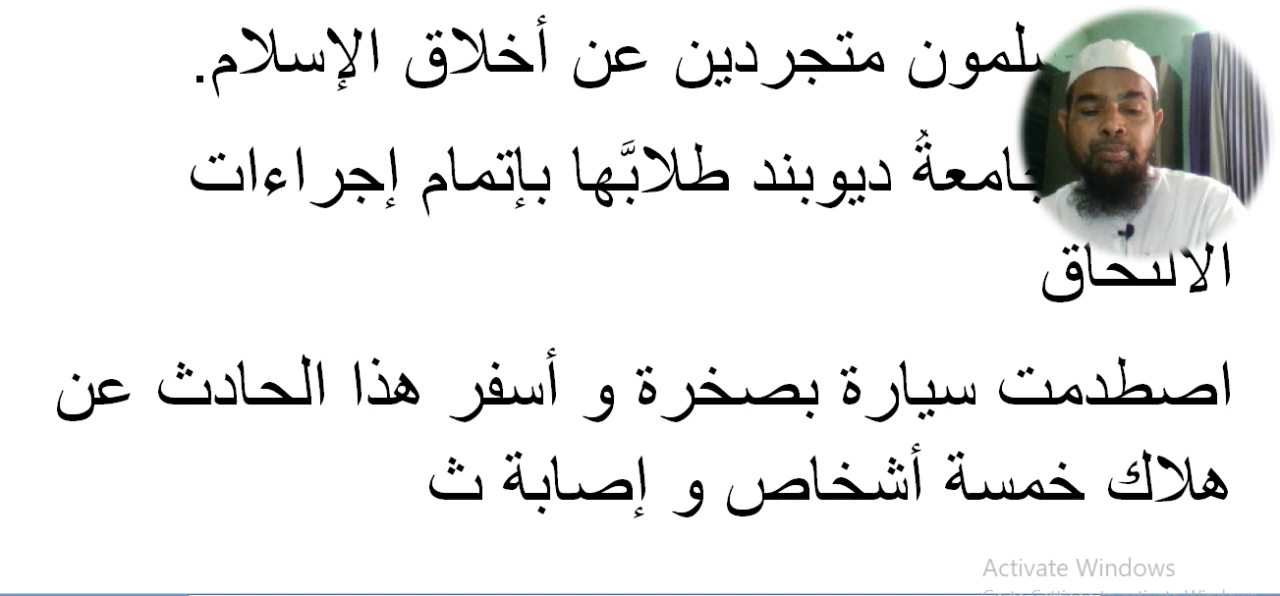 متجردين عن أخلاق الإسلام.
ديوبند طلابَّها بإتمام إجراءات
الالتحاق
اصطدمت سيارة بصخرة و أسفر هذا الحادث عن
هلاك خمسة أشخاص و إصابة ث
Activate Windows